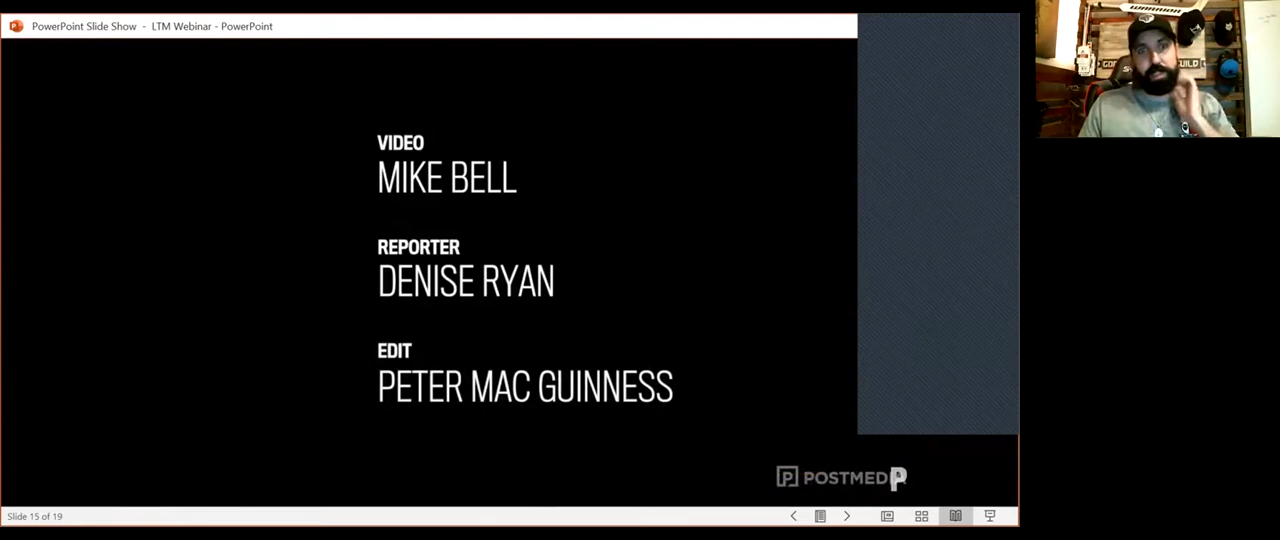 PowerPoint Slide Show - LTM Webinar - PowerPoint
VIDEO
MIKE BELL
REPORTER
DENISE RYAN
EDIT
PETER MAC GUINNESS
POSTMEDI
Slide 15 of 19